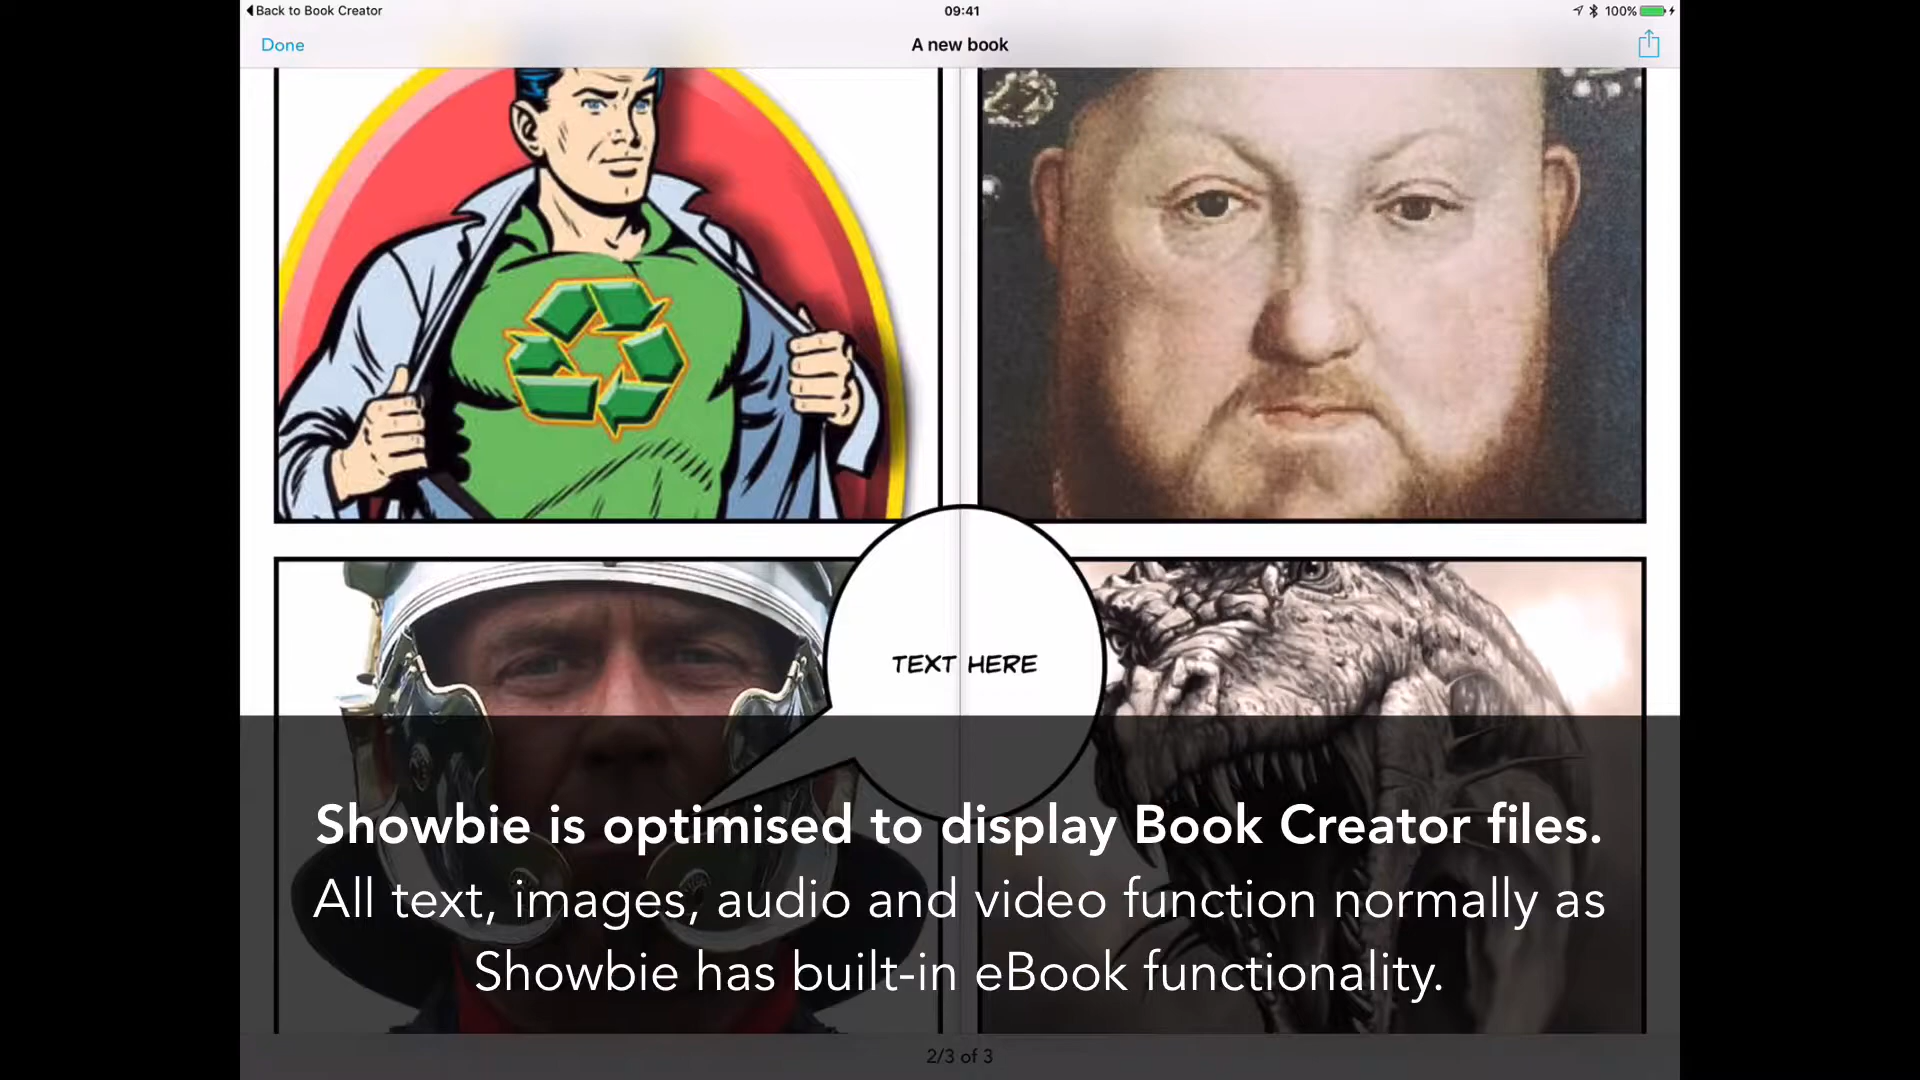 Back to Book Creator
09:41
100%
Done
A new book
TEXT HERE
Showbie is optimised to display Book Creator files.
All text, images, audio and video function normally as
Showbie has built-in eBook functionality.
2/3 of 3